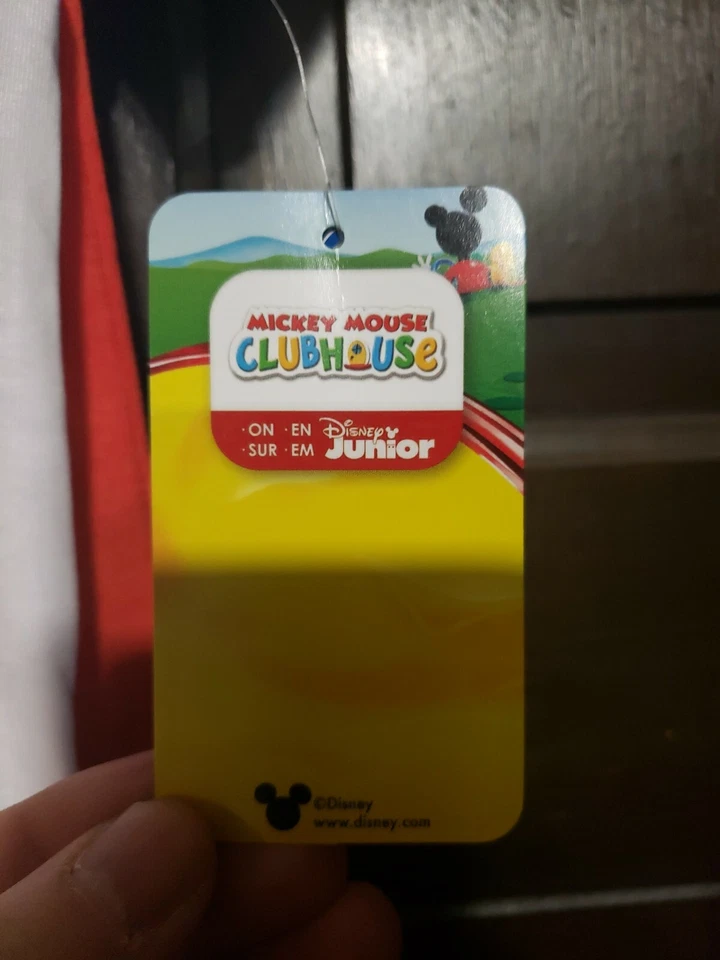 MICKEY MOUSE
CLUBHOUSE
·ON ·EN Disney
·SUR ·EM Junior
©Disney
www.disney.com